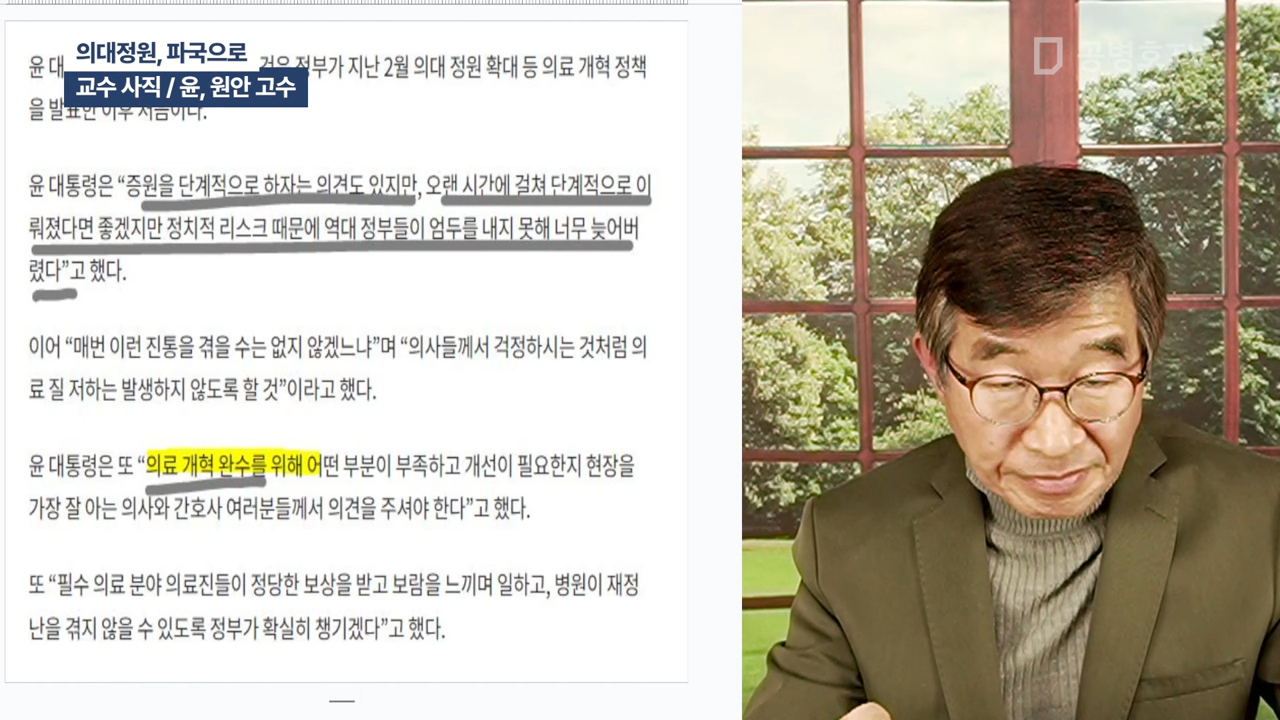 의대정원, 파국으로
교수 사직 / 윤, 원안 고수
공병호TV
윤 대 것은 정부가 지난 2월 의대 정원 확대 등 의료 개혁 정책
을 발표한 이후 처음이다.
윤 대통령은 “증원을 단계적으로 하자는 의견도 있지만, 오랜 시간에 걸쳐 단계적으로 이
뤄졌다면 좋겠지만 정치적 리스크 때문에 역대 정부들이 엄두를 내지 못해 너무 늦어버
렸다”고 했다.
이어 “매번 이런 진통을 겪을 수는 없지 않겠느냐”며 “의사들께서 걱정하시는 것처럼 의
료 질 저하는 발생하지 않도록 할 것”이라고 했다.
윤 대통령은 또 “의료 개혁 완수를 위해 어떤 부분이 부족하고 개선이 필요한지 현장을
가장 잘 아는 의사와 간호사 여러분들께서 의견을 주셔야 한다”고 했다.
또 “필수 의료 분야 의료진들이 정당한 보상을 받고 보람을 느끼며 일하고, 병원이 재정
난을 겪지 않을 수 있도록 정부가 확실히 챙기겠다”고 했다.